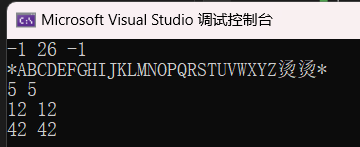 Microsoft Visual Studio 调试控制台
-1 26 -1
*ABCDEFGHIJKLMNOPQRSTUVWXYZ烫烫*
5 5
12 12
42 42